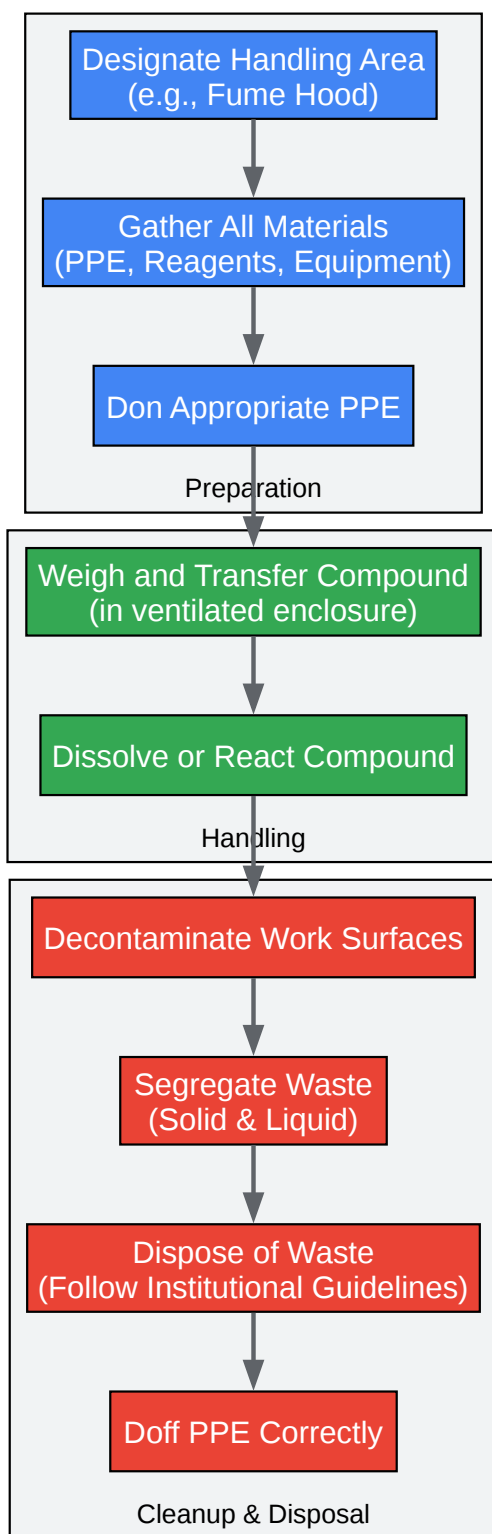 Designate Handling Area
(e.g., Fume Hood)
Gather All Materials
(PPE, Reagents, Equipment)
Don Appropriate PPE
Preparation
Weigh and Transfer Compound
(in ventilated enclosure)
Dissolve or React Compound
Handling
Decontaminate Work Surfaces
Segregate Waste
(Solid & Liquid)
Dispose of Waste
(Follow Institutional Guidelines)
Doff PPE Correctly
Cleanup & Disposal